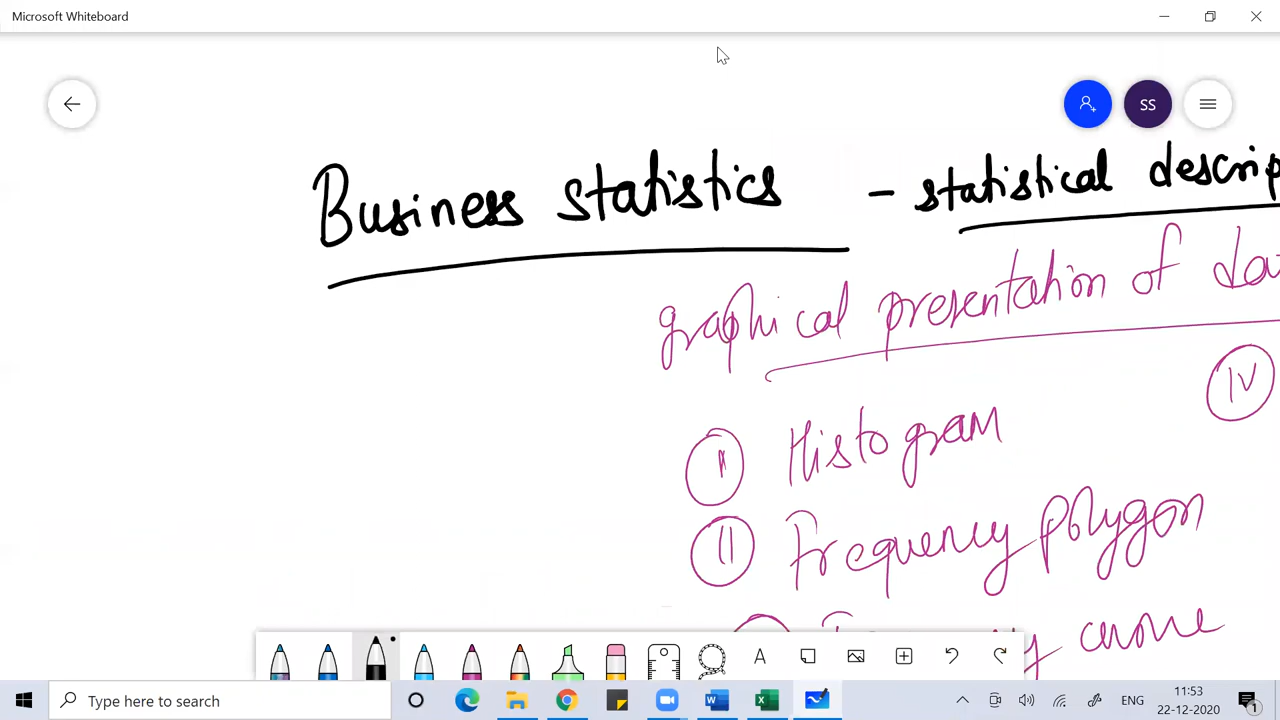 Microsoft Whiteboard
SS
Business statistics - statistical descrip
graphical presentation of da
I Histogram
IV
II Frequency polygon
curve
A
Type here to search
ENG
11:53
22-12-2020
1